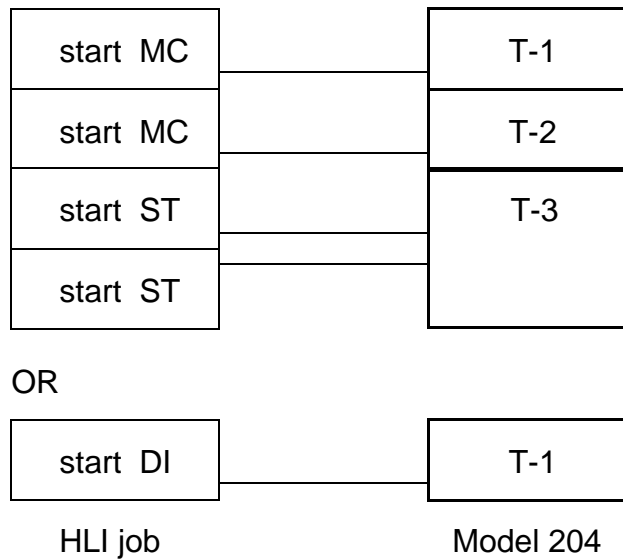 start MC T-1
start MC T-2
start ST T-3
start ST
OR
start DI T-1
HLI job Model 204